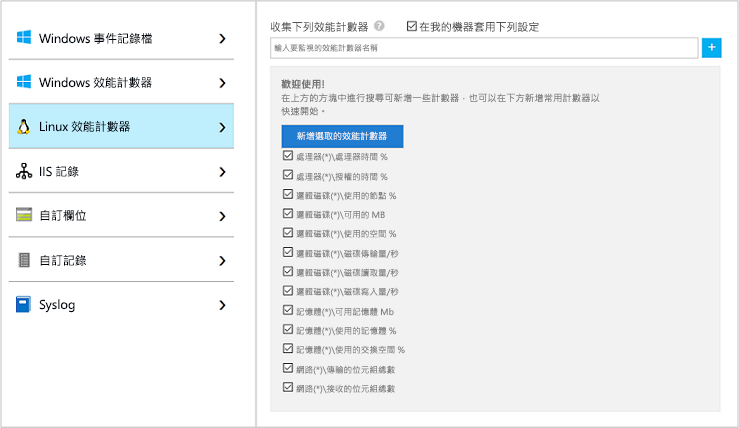 Windows 事件記錄檔
Windows 效能計數器
Linux 效能計數器
IIS 記錄
自訂欄位
自訂記錄
Syslog
收集下列效能計數器 ? 在我的機器套用下列設定
輸入要監視的效能計數器名稱
+
歡迎使用!
在上方的方塊中進行搜尋可新增一些計數器，也可以在下方新增常用計數器以
快速開始。
新增選取的效能計數器
處理器(*)\處理器時間 %
處理器(*)\授權的時間 %
邏輯磁碟(*)\使用的節點 %
邏輯磁碟(*)\可用的 MB
邏輯磁碟(*)\使用的空間 %
邏輯磁碟(*)\磁碟傳輸量/秒
邏輯磁碟(*)\磁碟讀取量/秒
邏輯磁碟(*)\磁碟寫入量/秒
記憶體(*)\可用記憶體 Mb
記憶體(*)\使用的記憶體 %
記憶體(*)\使用的交換空間 %
網路(*)\傳輸的位元組總數
網路(*)\接收的位元組總數